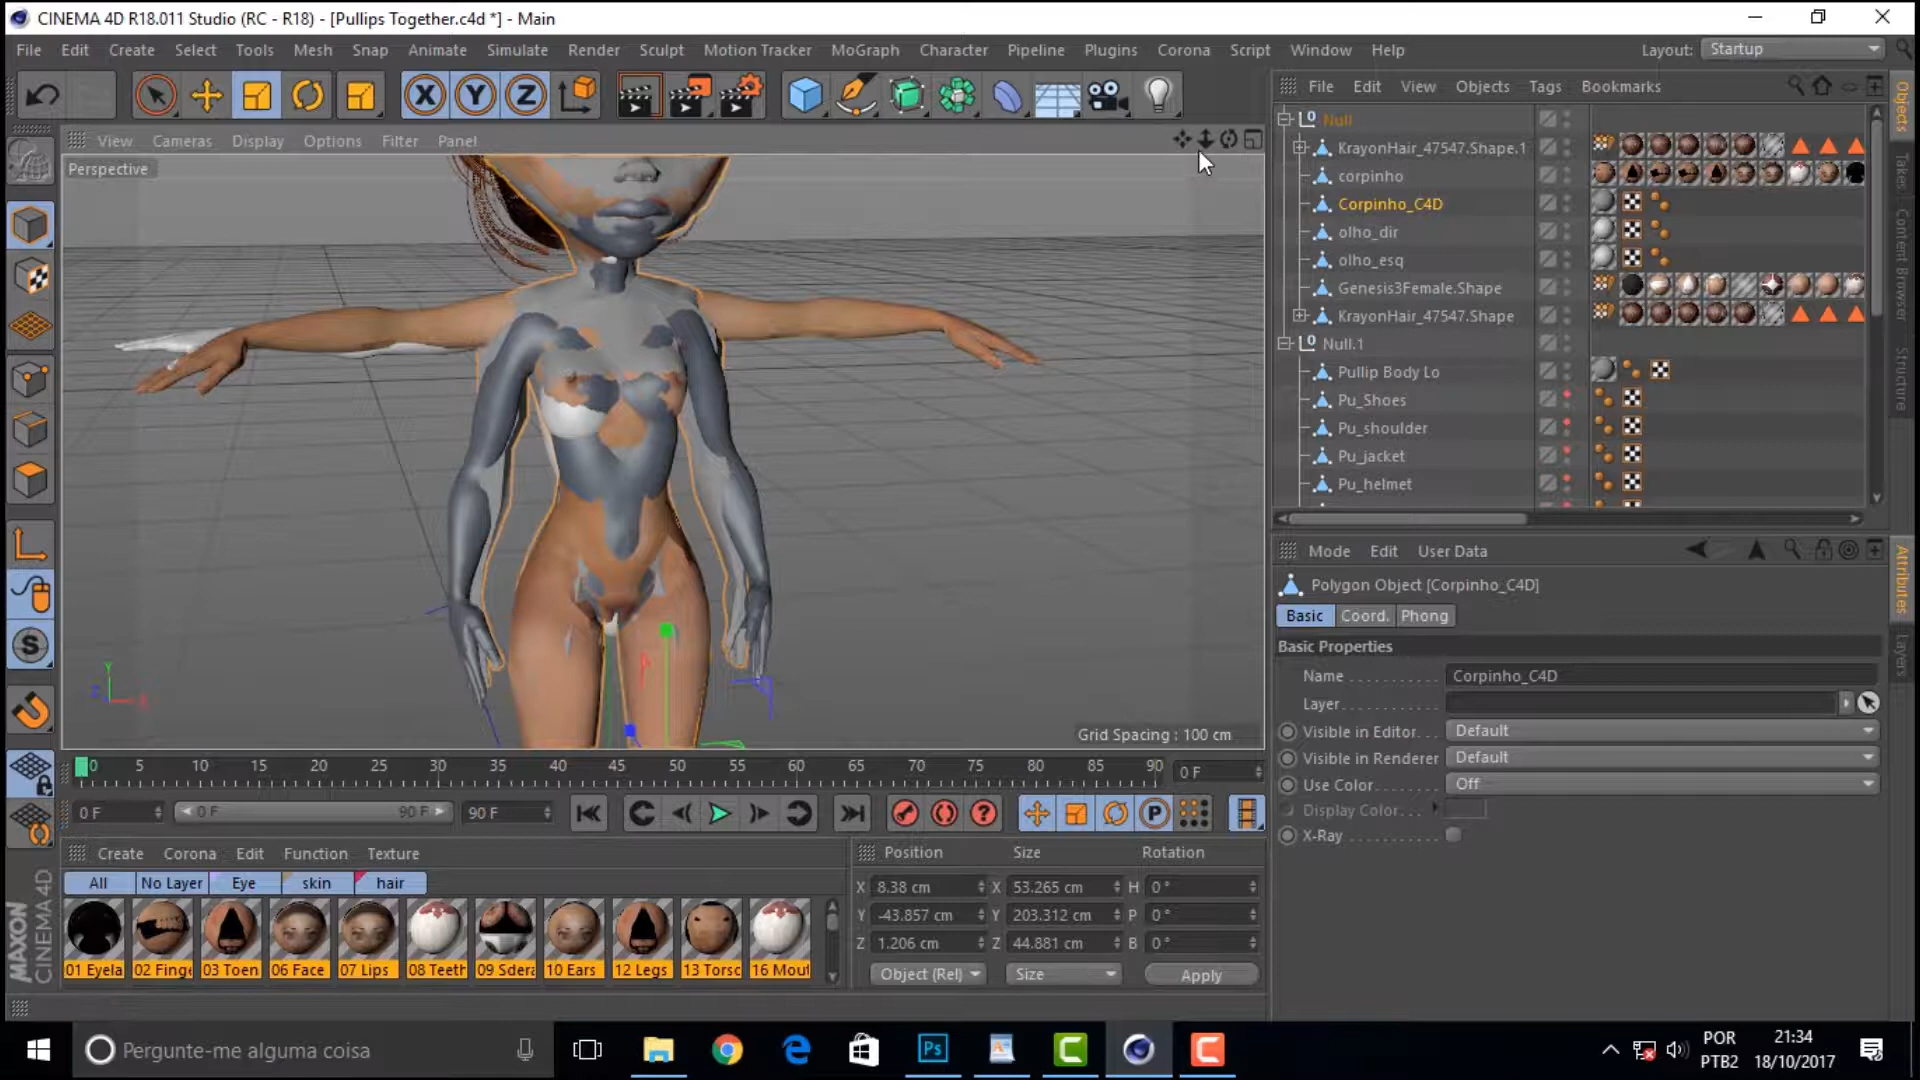 CINEMA 4D R18.011 Studio (RC - R18) - [Pullips Together.c4d *] - Main
File Edit Create Select Tools Mesh Snap Animate Simulate Render Sculpt Motion Tracker MoGraph Character Pipeline Plugins Corona Script Window Help Layout: Startup
X Y Z
File Edit View Objects Tags Bookmarks
View Cameras Display Options Filter Panel
Perspective
Null
KrayonHair_47547.Shape.1
corpinho
Corpinho_C4D
olho_dir
olho_esq
Genesis3Female.Shape
KrayonHair_47547.Shape
Null.1
Pullip Body Lo
Pu_Shoes
Pu_shoulder
Pu_jacket
Pu_helmet
Objects
Takes
Content Browser
Structure
Grid Spacing : 100 cm
Mode Edit User Data
Polygon Object [Corpinho_C4D]
Basic Coord. Phong
Basic Properties
Name Corpinho_C4D
Layer
Visible in Editor Default
Visible in Renderer Default
Use Color Off
Display Color
X-Ray
Attributes
Layers
0 5 10 15 20 25 30 35 40 45 50 55 60 65 70 75 80 85 90 0 F
0 F 0 F 90 F 90 F
Create Corona Edit Function Texture
All No Layer Eye skin hair
01 Eyela 02 Finge 03 Toen 06 Face 07 Lips 08 Teeth 09 Sdera 10 Ears 12 Legs 13 Torso 16 Mout
Position Size Rotation
X 8.38 cm X 53.265 cm H 0 °
Y -43.857 cm Y 203.312 cm P 0 °
Z 1.206 cm Z 44.881 cm B 0 °
Object (Rel) Size Apply
MAXON
CINEMA 4D
Pergunte-me alguma coisa
Ps
POR
PTB2
21:34
18/10/2017